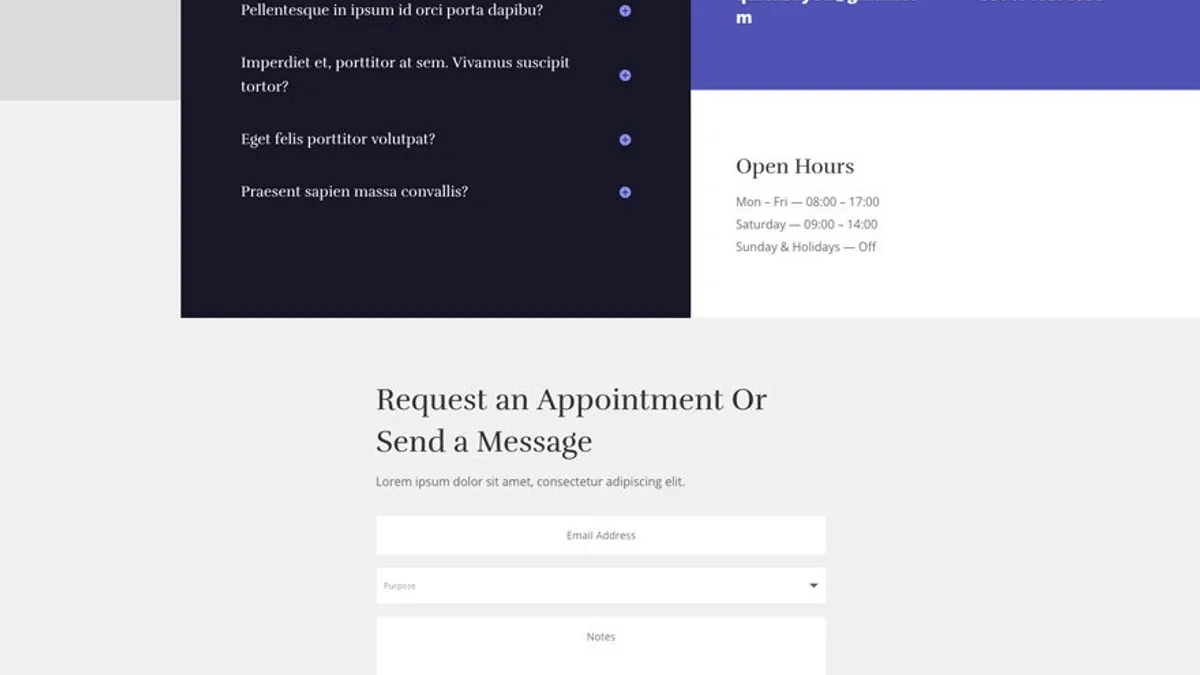 Pellentesque in ipsum id orci porta dapibu?
m
Imperdiet et, porttitor at sem. Vivamus suscipit
tortor?
Eget felis porttitor volutpat?
Praesent sapien massa convallis?
Open Hours
Mon – Fri — 08:00 – 17:00
Saturday — 09:00 – 14:00
Sunday & Holidays — Off
Request an Appointment Or
Send a Message
Lorem ipsum dolor sit amet, consectetur adipiscing elit.
Email Address
Purpose
Notes